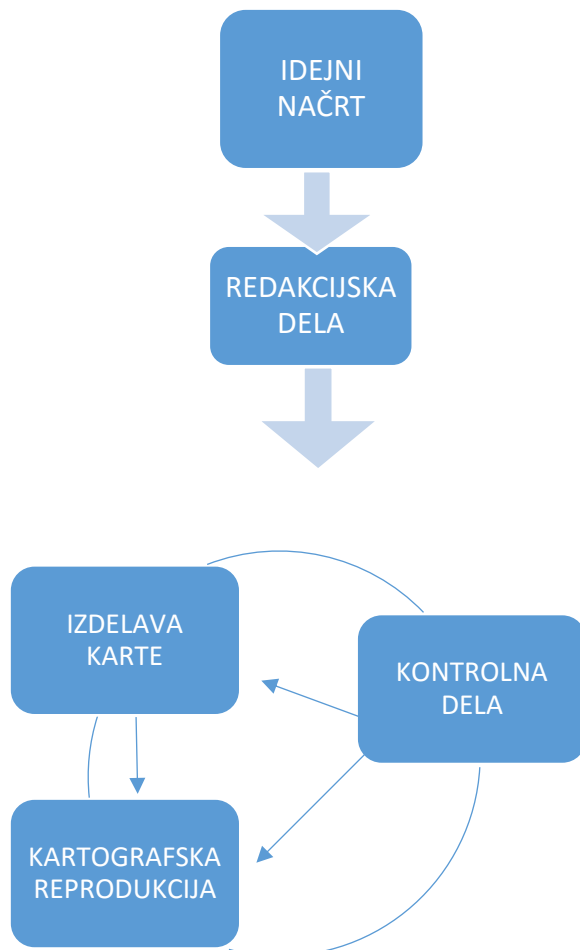 IDEJNI
NAČRT
REDAKCIJSKA
DELA
IZDELAVA
KARTE
KONTROLNA
DELA
KARTOGRAFSKA
REPRODUKCIJA